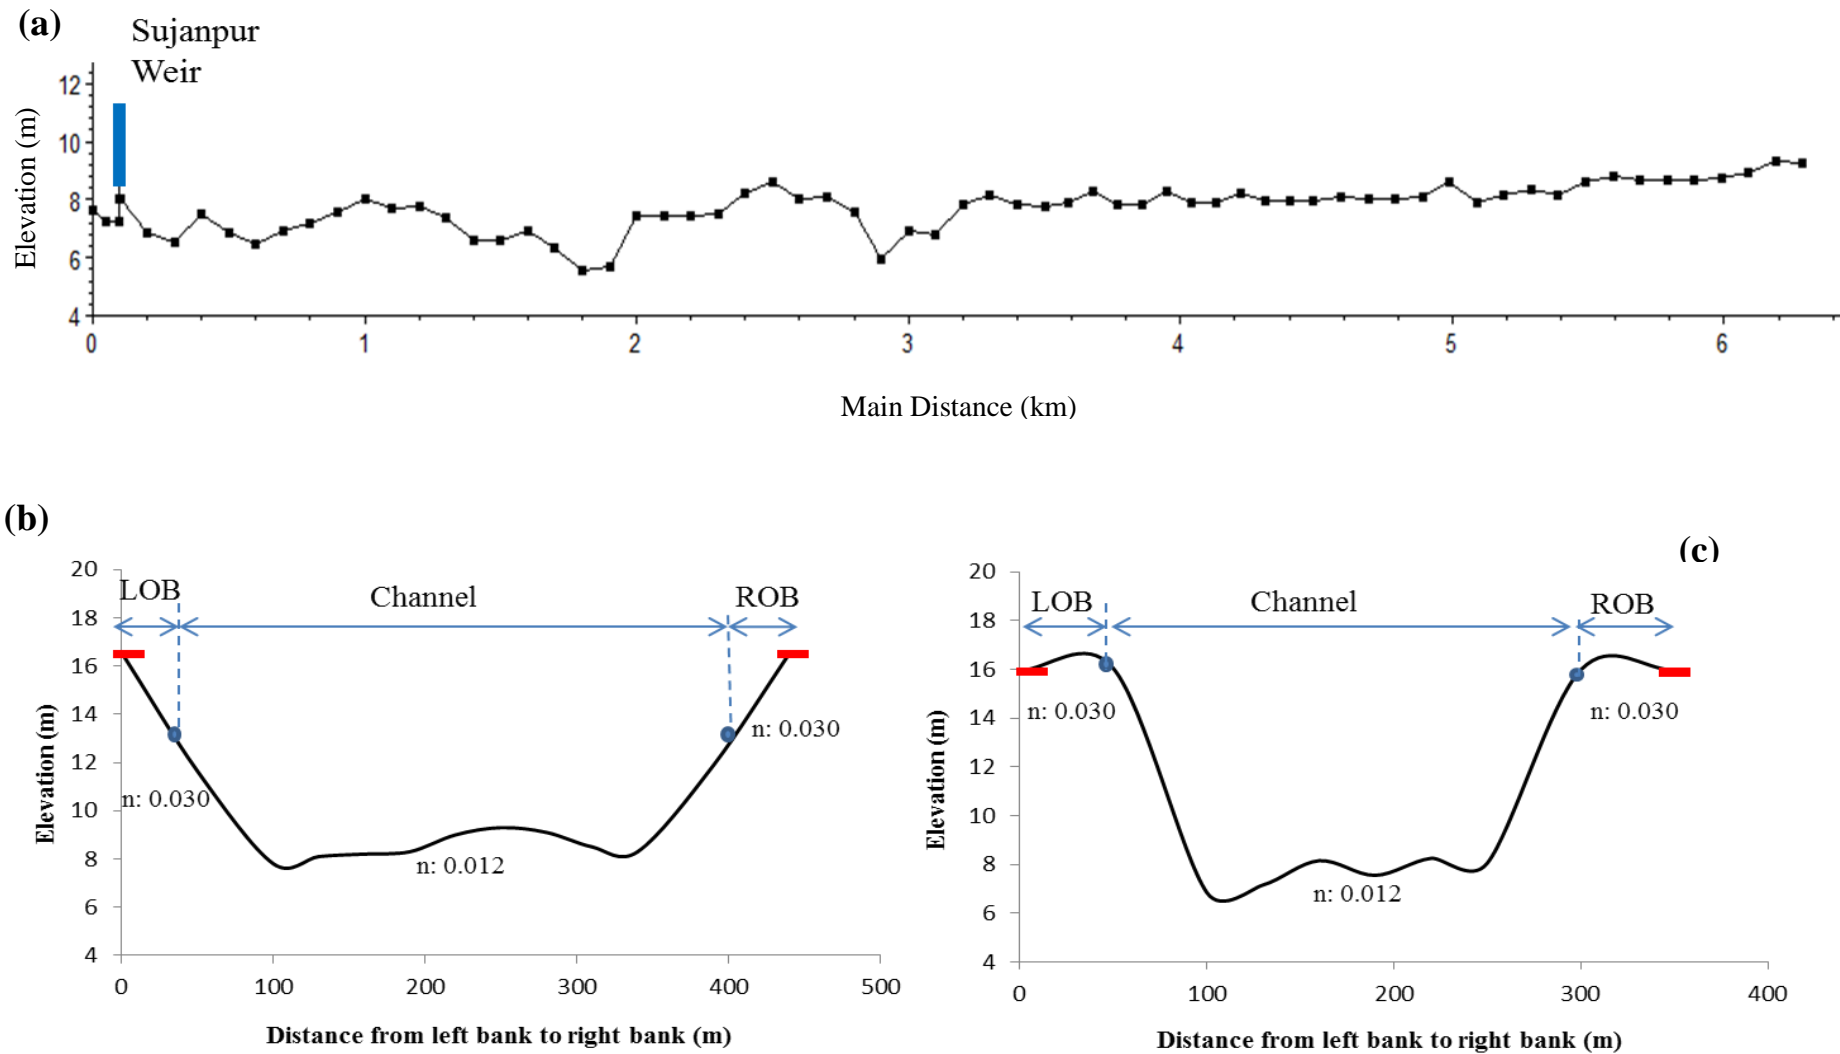 (a)
Sujanpur
Weir
12
10
8
6
4
Elevation (m)
0 1 2 3 4 5 6
Main Distance (km)
(b)
20
18
16
14
12
10
8
6
4
Elevation (m)
LOB Channel ROB
n: 0.030
n: 0.030
n: 0.012
0 100 200 300 400 500
Distance from left bank to right bank (m)
(c)
20
18
16
14
12
10
8
6
4
Elevation (m)
LOB Channel ROB
n: 0.030 n: 0.030
n: 0.012
0 100 200 300 400
Distance from left bank to right bank (m)